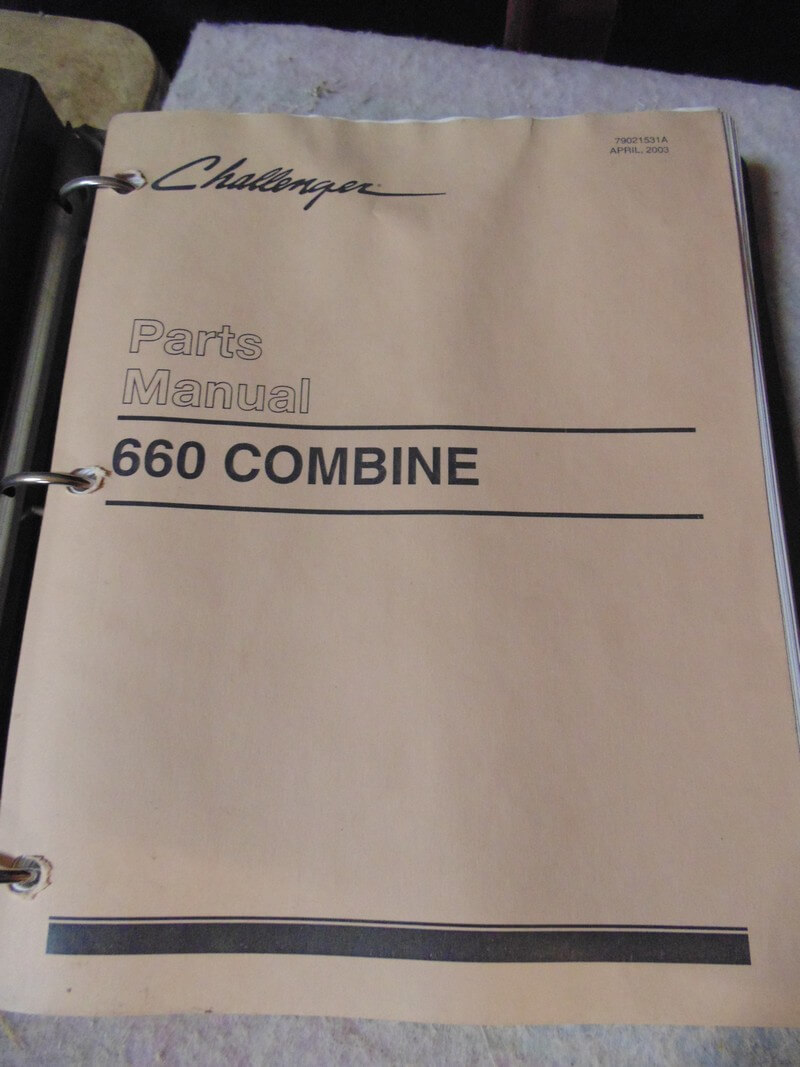 79021531A
APRIL, 2003
Challenger
Parts
Manual
660 COMBINE